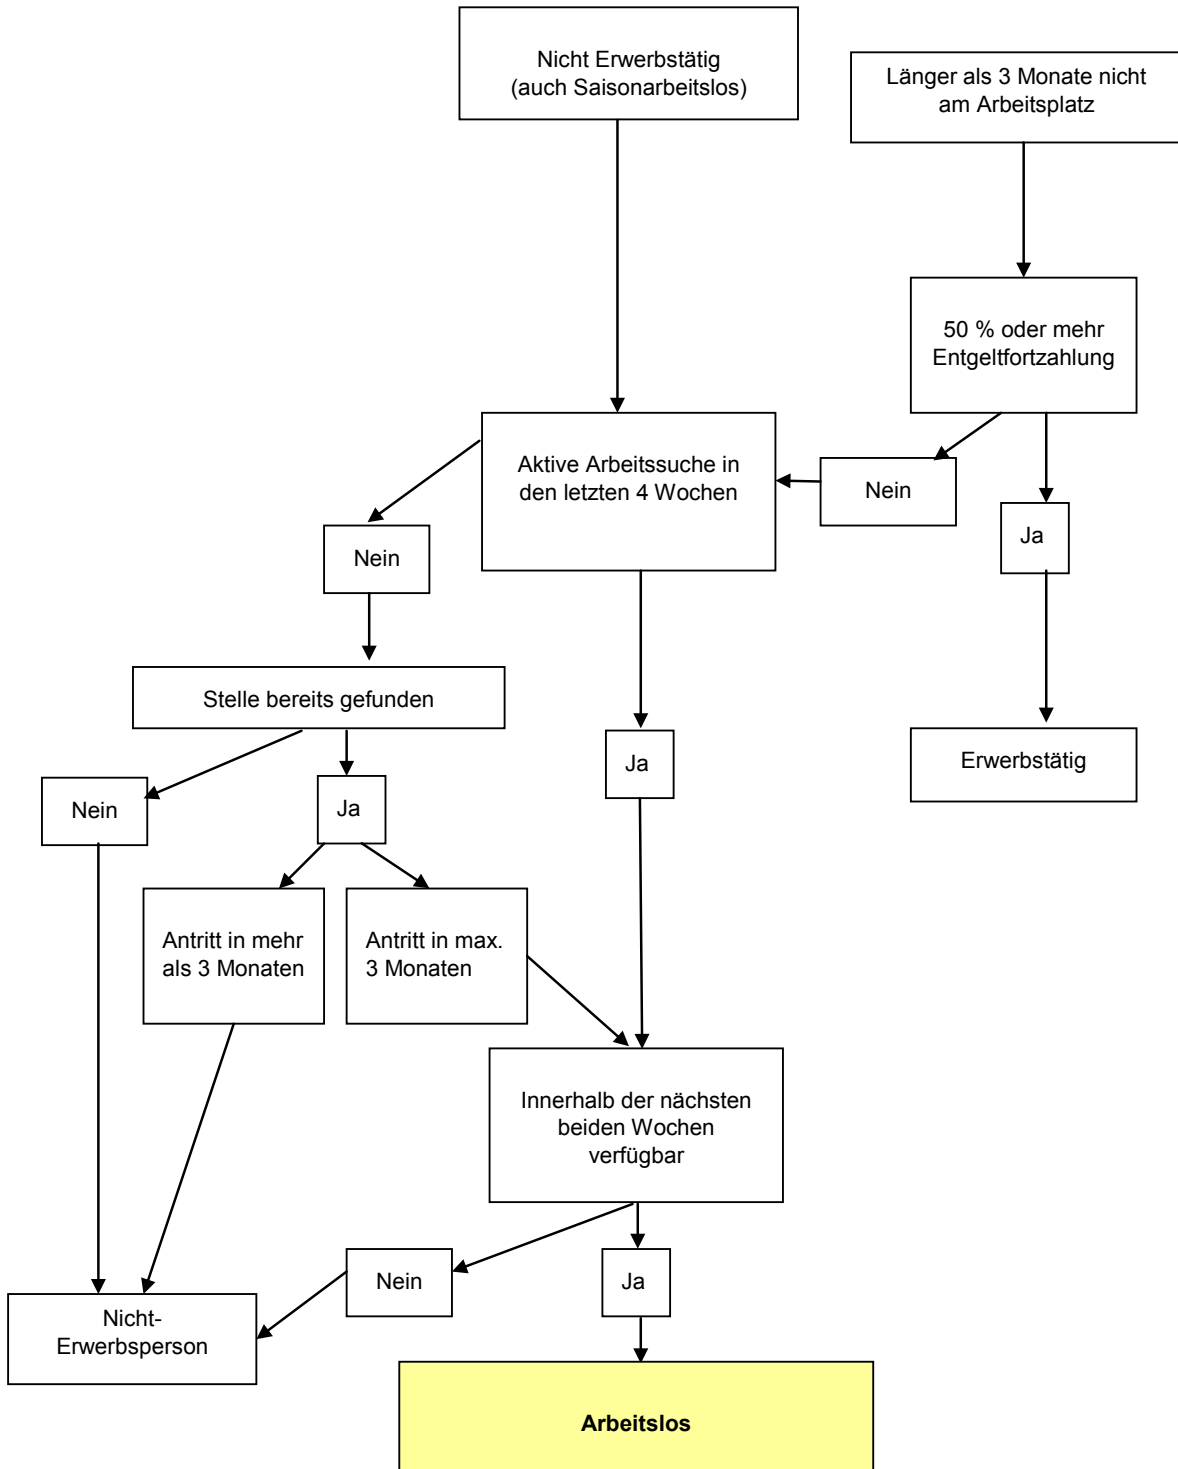 Nicht Erwerbstätig
(auch Saisonarbeitslos)
Länger als 3 Monate nicht
am Arbeitsplatz
50 % oder mehr
Entgeltfortzahlung
Aktive Arbeitssuche in
den letzten 4 Wochen
Nein
Ja
Nein
Stelle bereits gefunden
Ja
Erwerbstätig
Nein
Ja
Antritt in mehr
als 3 Monaten
Antritt in max.
3 Monaten
Innerhalb der nächsten
beiden Wochen
verfügbar
Nein
Ja
Nicht-
Erwerbsperson
Arbeitslos